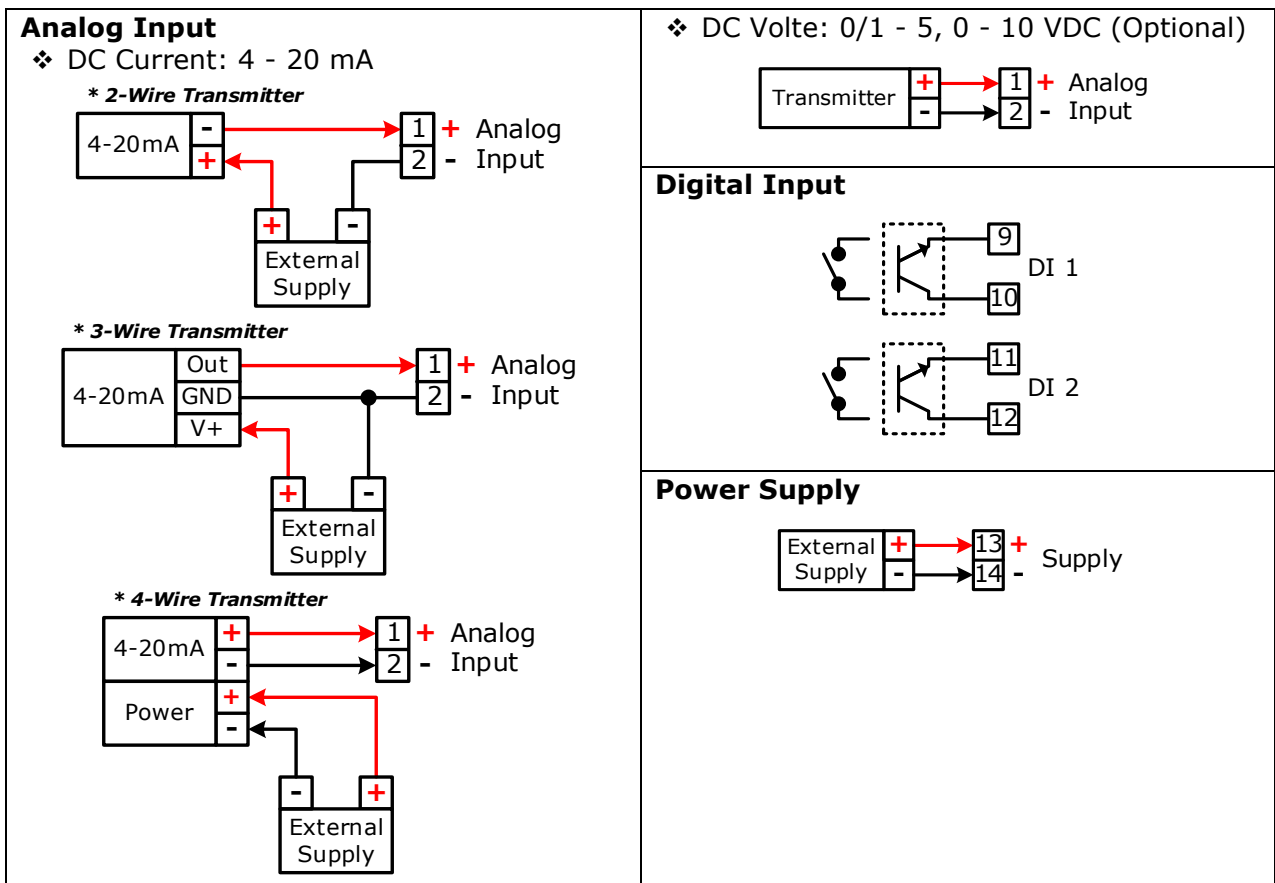 Analog Input
❖ DC Current: 4 - 20 mA
* 2-Wire Transmitter
4-20mA
-
+
1 + Analog
2 - Input
+
-
External
Supply
* 3-Wire Transmitter
4-20mA
Out
GND
V+
1 + Analog
2 - Input
+
-
External
Supply
* 4-Wire Transmitter
4-20mA
+
-
Power
+
-
1 + Analog
2 - Input
-
+
External
Supply
❖ DC Volte: 0/1 - 5, 0 - 10 VDC (Optional)
Transmitter
+
-
1 + Analog
2 - Input
Digital Input
9
DI 1
10
11
DI 2
12
Power Supply
External
Supply
+
-
13 +
14 -
Supply